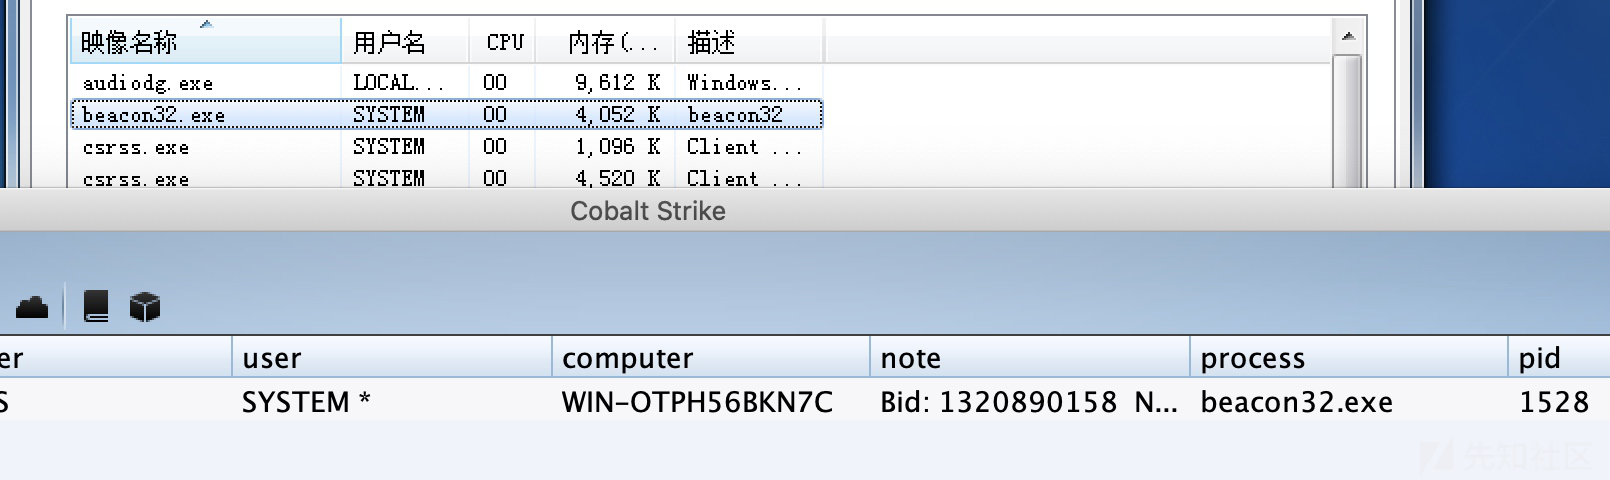 映像名称 用户名 CPU 内存(... 描述
audiodg.exe LOCAL... 00 9,612 K Windows...
beacon32.exe SYSTEM 00 4,052 K beacon32
csrss.exe SYSTEM 00 1,096 K Client ...
csrss.exe SYSTEM 00 4,520 K Client ...
Cobalt Strike
er user computer note process pid
S SYSTEM * WIN-OTPH56BKN7C Bid: 1320890158 N... beacon32.exe 1528
先知社区